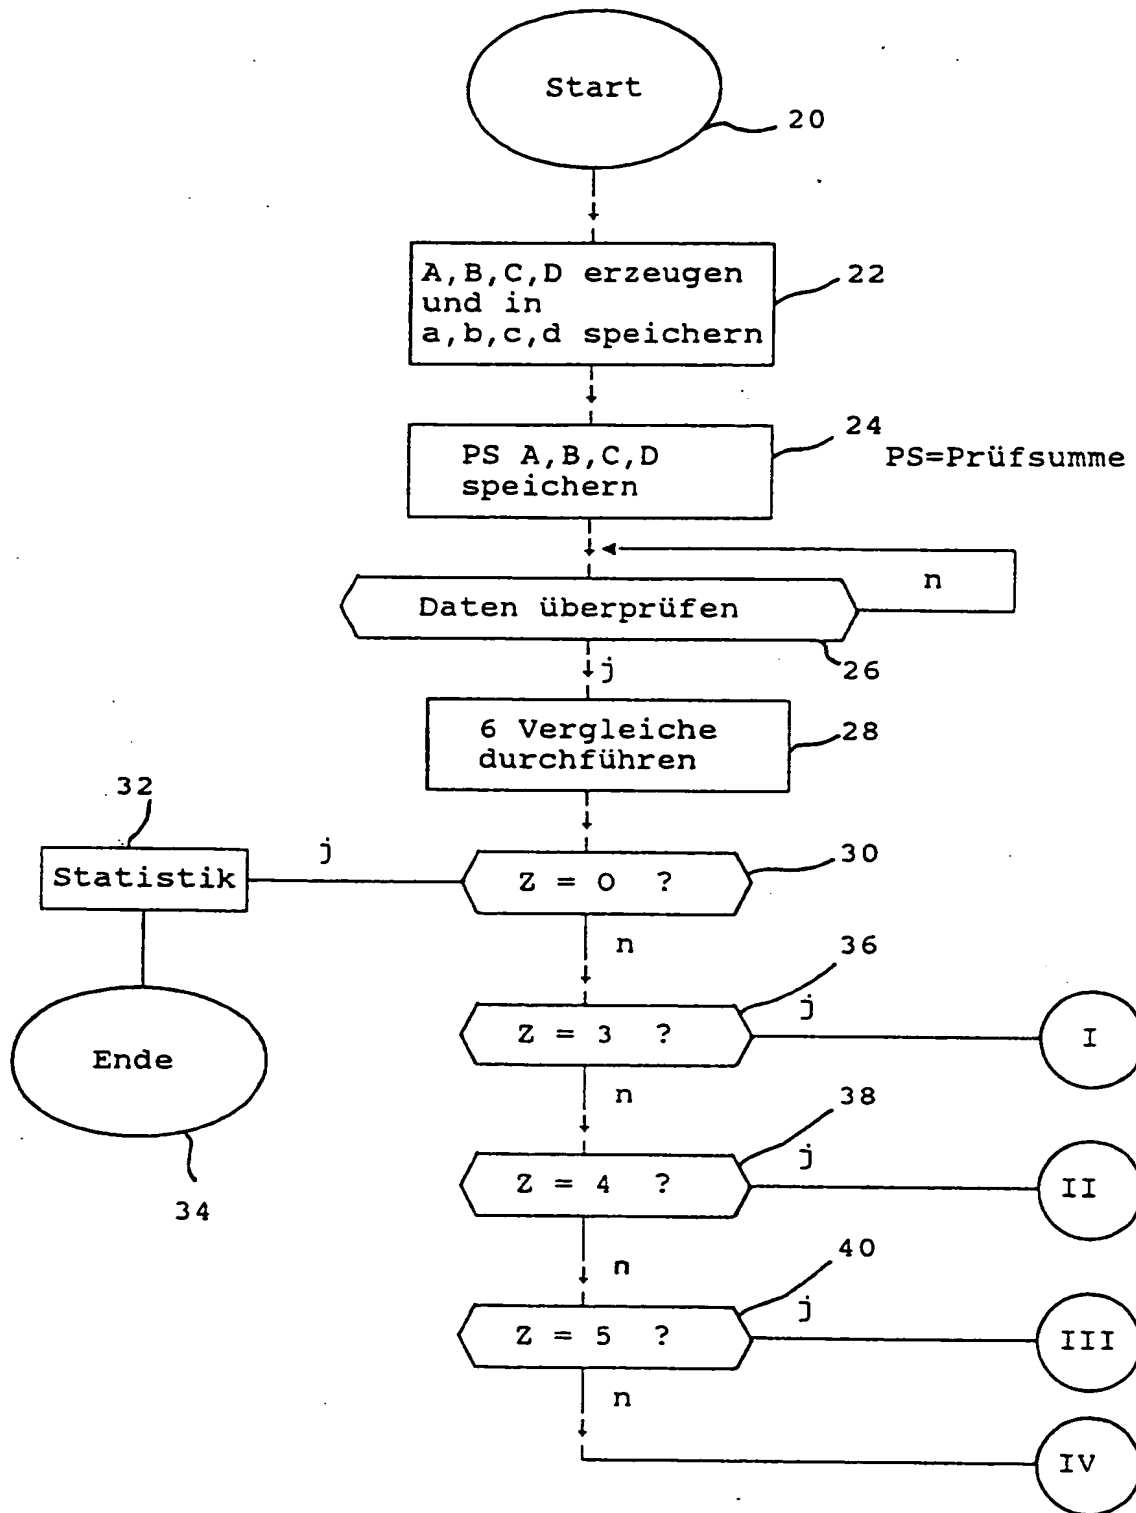 Start
20
A,B,C,D erzeugen
und in
a,b,c,d speichern
22
PS A,B,C,D
speichern
24
PS=Prüfsumme
n
Daten überprüfen
26
j
6 Vergleiche
durchführen
28
32
Statistik
j
Z = O ?
30
n
36
Ende
34
Z = 3 ?
j
I
n
38
Z = 4 ?
j
II
n
40
Z = 5 ?
j
III
n
IV